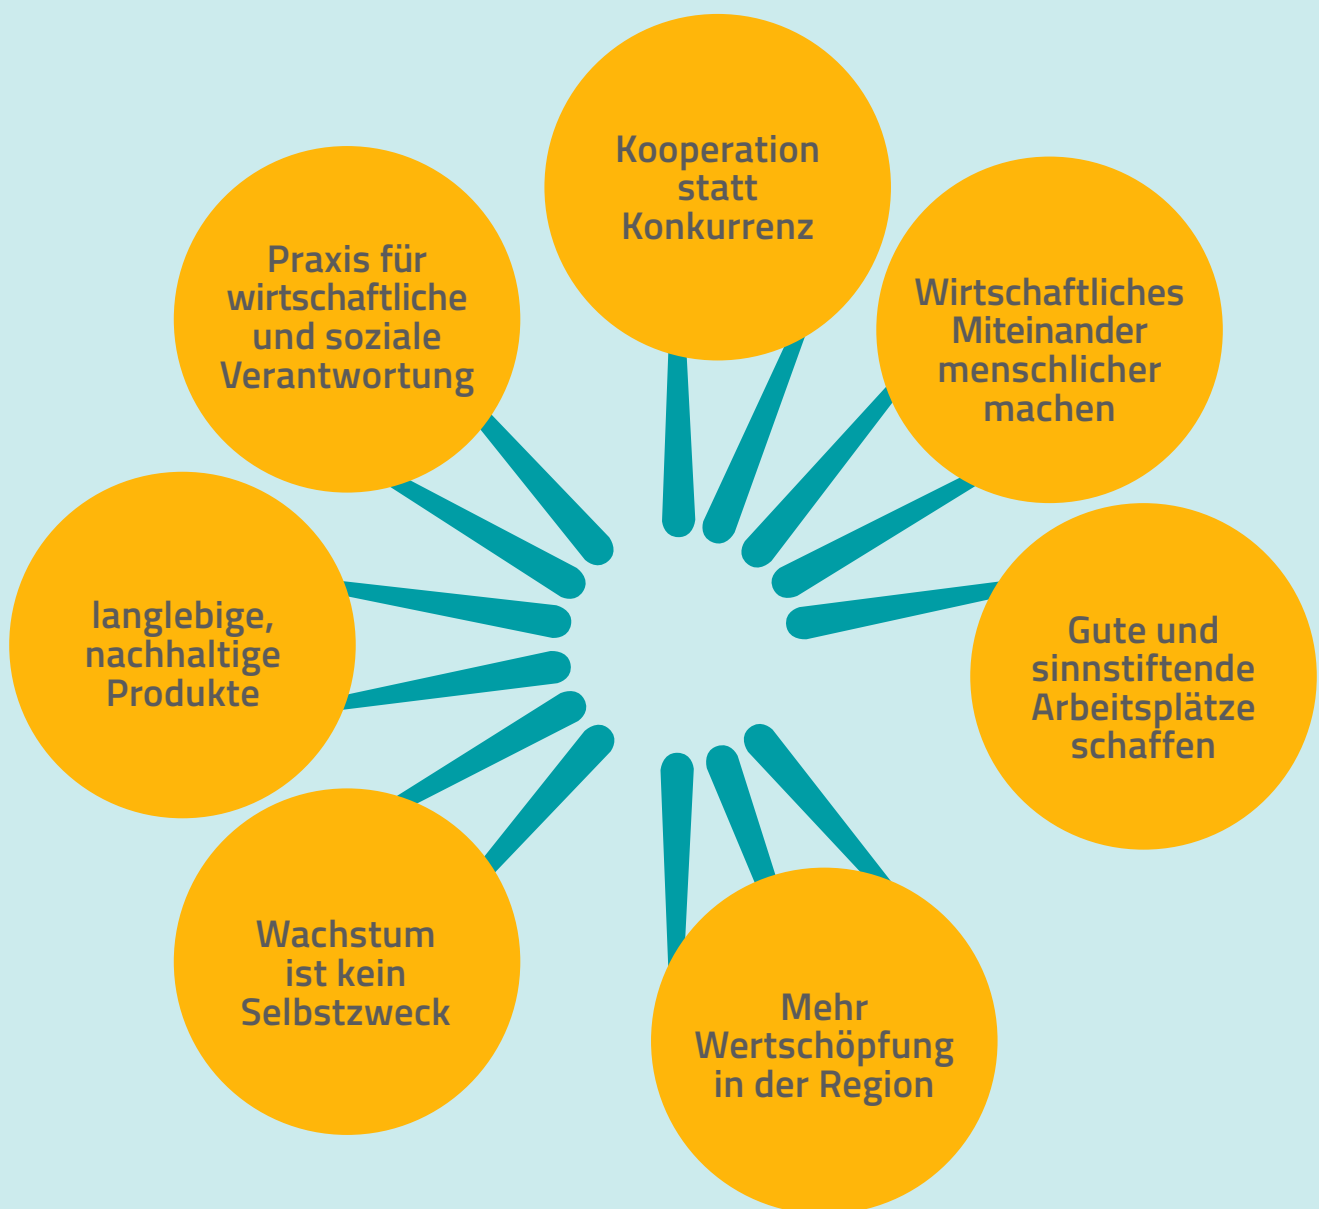 Kooperation
statt
Konkurrenz
Wirtschaftliches
Miteinander
menschlicher
machen
Gute und
sinnstiftende
Arbeitsplätze
schaffen
Mehr
Wertschöpfung
in der Region
Wachstum
ist kein
Selbstzweck
langlebige,
nachhaltige
Produkte
Praxis für
wirtschaftliche
und soziale
Verantwortung